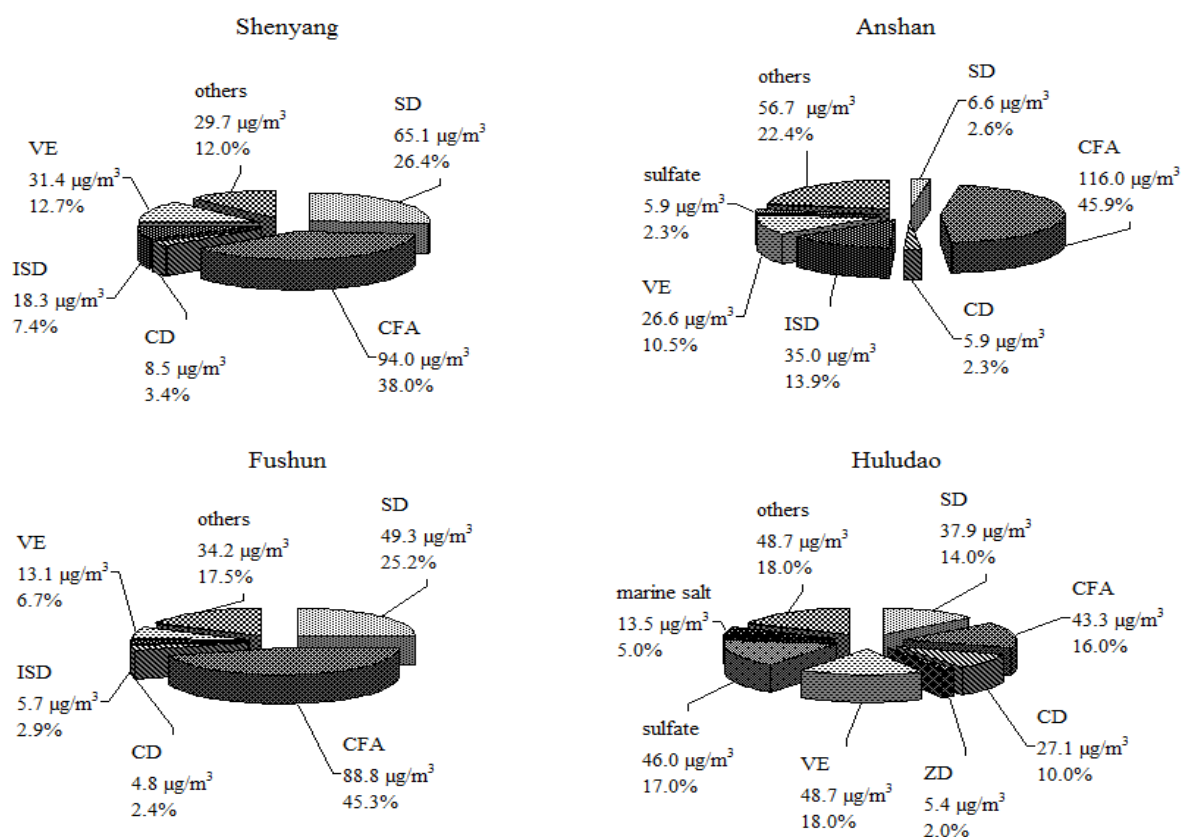 Shenyang
others
29.7 µg/m³
12.0%
SD
65.1 µg/m³
26.4%
VE
31.4 µg/m³
12.7%
ISD
18.3 µg/m³
7.4%
CD
8.5 µg/m³
3.4%
CFA
94.0 µg/m³
38.0%
Anshan
others
56.7 µg/m³
22.4%
SD
6.6 µg/m³
2.6%
CFA
116.0 µg/m³
45.9%
sulfate
5.9 µg/m³
2.3%
VE
26.6 µg/m³
10.5%
ISD
35.0 µg/m³
13.9%
CD
5.9 µg/m³
2.3%
Fushun
others
34.2 µg/m³
17.5%
SD
49.3 µg/m³
25.2%
VE
13.1 µg/m³
6.7%
ISD
5.7 µg/m³
2.9%
CD
4.8 µg/m³
2.4%
CFA
88.8 µg/m³
45.3%
Huludao
others
48.7 µg/m³
18.0%
SD
37.9 µg/m³
14.0%
marine salt
13.5 µg/m³
5.0%
CFA
43.3 µg/m³
16.0%
sulfate
46.0 µg/m³
17.0%
VE
48.7 µg/m³
18.0%
ZD
5.4 µg/m³
2.0%
CD
27.1 µg/m³
10.0%